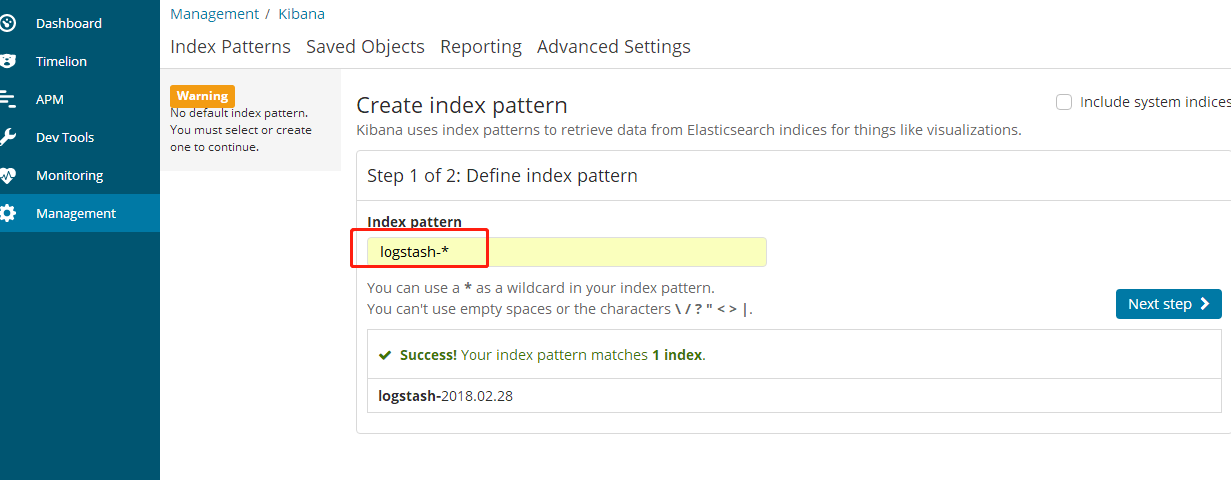 Dashboard
Timelion
APM
Dev Tools
Monitoring
Management
Management / Kibana
Index Patterns Saved Objects Reporting Advanced Settings
Warning
No default index pattern.
You must select or create
one to continue.
Create index pattern
Include system indices
Kibana uses index patterns to retrieve data from Elasticsearch indices for things like visualizations.
Step 1 of 2: Define index pattern
Index pattern
logstash-*
You can use a * as a wildcard in your index pattern.
You can't use empty spaces or the characters \ / ? " < > |.
Next step
Success! Your index pattern matches 1 index.
logstash-2018.02.28